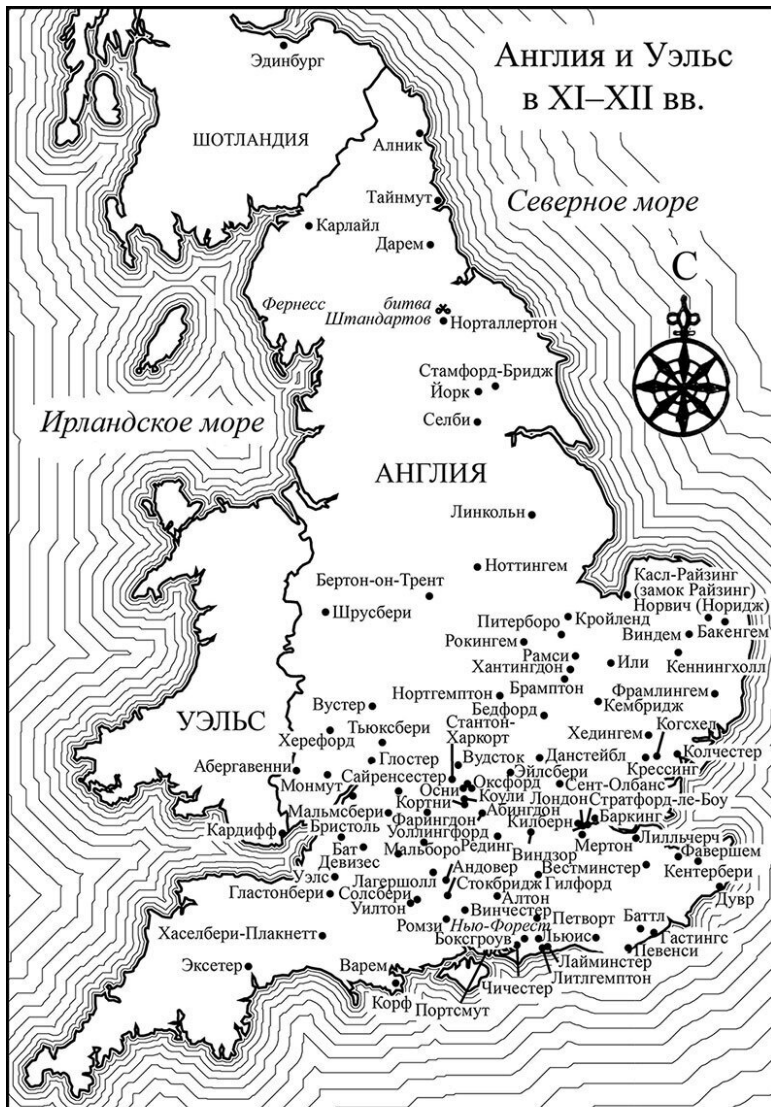 Англия и Уэльс
в XI–XII вв.
Эдинбург
ШОТЛАНДИЯ
Алник
Тайнмут
Северное море
Карлайл
Дарем
С
Фернесс
битва
Штандартов
Норталлертон
Стамфорд-Бридж
Йорк
Ирландское море
Селби
АНГЛИЯ
Линкольн
Ноттингем
Касл-Райзинг
(замок Райзинг)
Бертон-он-Трент
Норвич (Норидж)
Шрусбери
Питерборо
Кройленд
Виндем
Бакенгем
Рокингем
Рамси
Или
Кеннингхолл
Хантингдон
Нортгемптон
Брамптон
Фрамлингем
Кембридж
Вустер
Бедфорд
УЭЛЬС
Стантон-
Харкорт
Когсхел
Херефорд
Тьюксбери
Хедингем
Вудсток
Данстейбл
Колчестер
Абергавенни
Глостер
Эйлсбери
Крессинг
Монмут
Сайренсестер
Осни
Оксфорд
Сент-Олбанс
Кортни
Коули
Лондон
Стратфорд-ле-Боу
Мальмсбери
Фарингдон
Абингдон
Баркинг
Кардифф
Бристоль
Уоллингфорд
Килберн
Лилльчерч
Бат
Мальборо
Рединг
Мертон
Фавершем
Девизес
Виндзор
Уэлс
Андовер
Вестминстер
Кентербери
Гластонбери
Лагершолл
Стокбридж
Гилфорд
Солсбери
Алтон
Дувр
Уилтон
Винчестер
Петворт
Баттл
Хаселбери-Плакнетт
Ромзи
Нью-Форест
Льюис
Гастингс
Боксгроув
Певенси
Эксетер
Варем
Лайминстер
Литлгемптон
Корф
Чичестер
Портсмут